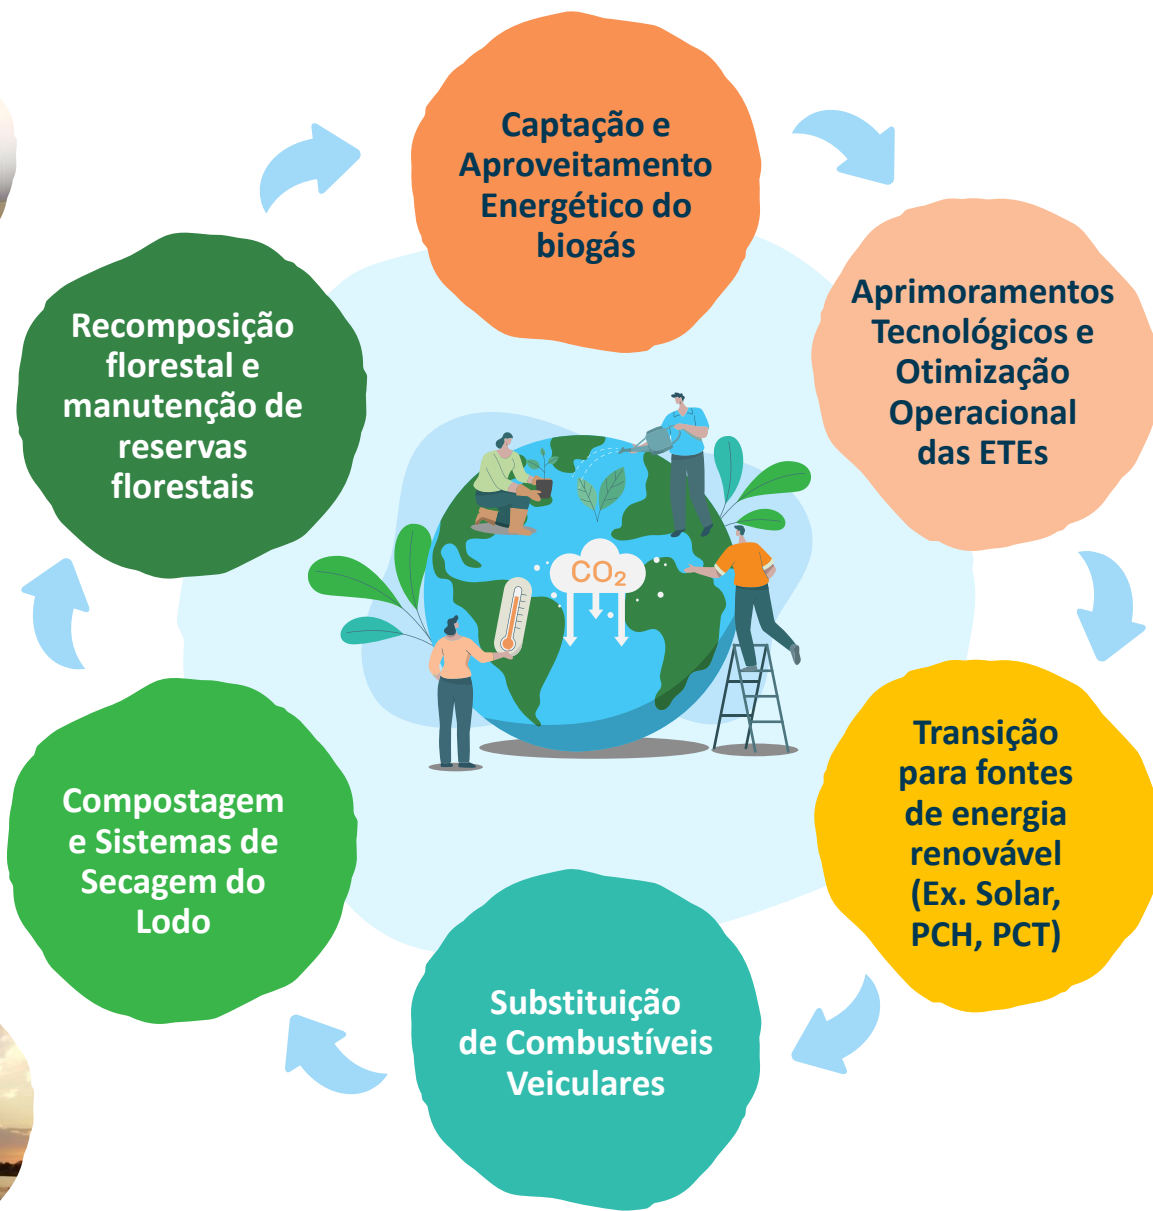 Captação e
Aproveitamento
Energético do
biogás
Aprimoramentos
Tecnológicos e
Otimização
Operacional
das ETEs
Transição
para fontes
de energia
renovável
(Ex. Solar,
PCH, PCT)
Substituição
de Combustíveis
Veiculares
Compostagem
e Sistemas de
Secagem do
Lodo
Recomposição
florestal e
manutenção de
reservas
florestais
CO₂